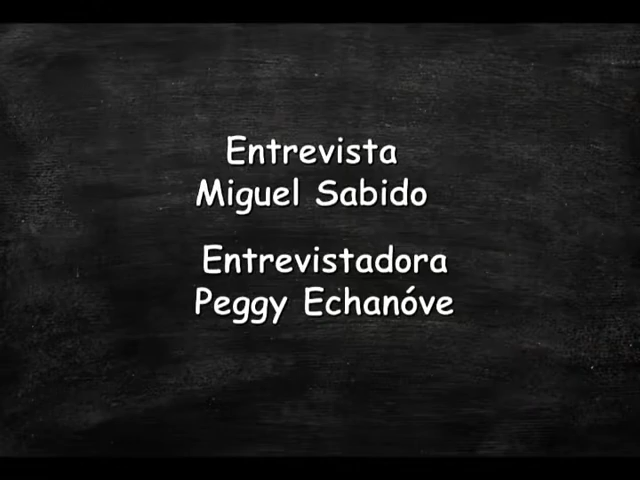 Entrevista
Miguel Sabido
Entrevistadora
Peggy Echanóve